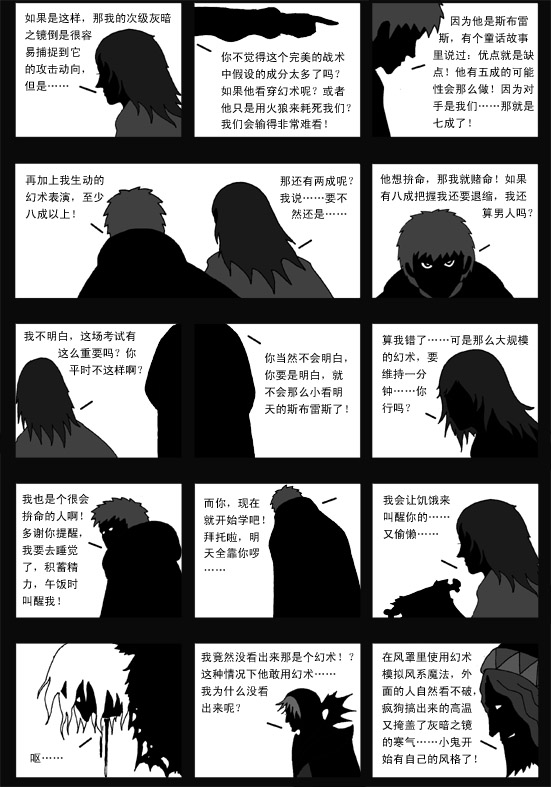 如果是这样，那我的次级灰暗
之镜倒是很容
易捕捉到它
的攻击动向，
但是……
你不觉得这个完美的战术
中假设的成分太多了吗？
如果他看穿幻术呢？或者
他只是用火狼来耗死我们？
我们会输得非常难看！
因为他是斯布雷
斯，有个童话故事
里说过：优点就是缺
点！他有五成的可能
性会那么做！因为对
手是我们……那就是
七成了！
再加上我生动的
幻术表演，至少
八成以上！
那还有两成呢？
我说……要不
然还是……
他想拚命，那我就赌命！如果
有八成把握我还要退缩，我还
算男人吗？
我不明白，这场考试有
这么重要吗？你
平时不这样啊？
你当然不会明白，
你要是明白，就
不会那么小看明
天的斯布雷斯了！
算我错了……可是那么大规模
的幻术，要
维持一分
钟……你
行吗？
我也是个很会
拚命的人啊！
多谢你提醒，
我要去睡觉
了，积蓄精
力，午饭时
叫醒我！
而你，现在
就开始学吧！
拜托啦，明
天全靠你啰
……
我会让饥饿来
叫醒你的……
又偷懒……
呕……
我竟然没看出来那是个幻术！？
这种情况下他敢用幻术……
我为什么没看
出来呢？
在风罩里使用幻术
模拟风系魔法，外
面的人自然看不破，
疯狗搞出来的高温
又掩盖了灰暗之镜
的寒气……小鬼开
始有自己的风格了！